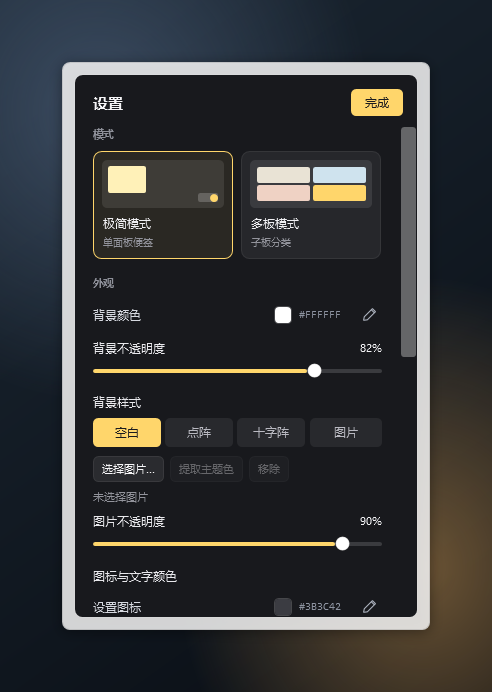 设置
完成
模式
极简模式
单面板便签
多板模式
子板分类
外观
背景颜色 #FFFFFF
背景不透明度 82%
背景样式
空白 点阵 十字阵 图片
选择图片... 提取主题色 移除
未选择图片
图片不透明度 90%
图标与文字颜色
设置图标 #3B3C42